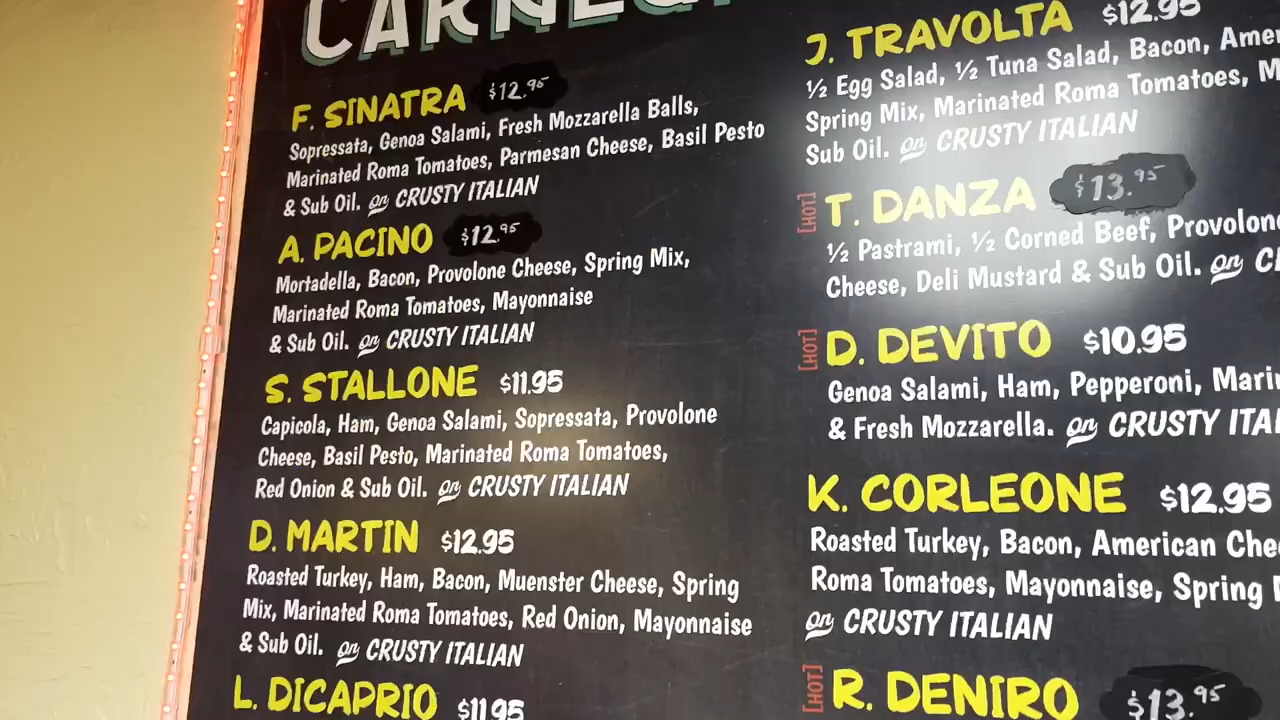 F. SINATRA $12.95
Sopressata, Genoa Salami, Fresh Mozzarella Balls,
Marinated Roma Tomatoes, Parmesan Cheese, Basil Pesto
& Sub Oil. on CRUSTY ITALIAN
A. PACINO $12.95
Mortadella, Bacon, Provolone Cheese, Spring Mix,
Marinated Roma Tomatoes, Mayonnaise
& Sub Oil. on CRUSTY ITALIAN
S. STALLONE $11.95
Capicola, Ham, Genoa Salami, Sopressata, Provolone
Cheese, Basil Pesto, Marinated Roma Tomatoes,
Red Onion & Sub Oil. on CRUSTY ITALIAN
D. MARTIN $12.95
Roasted Turkey, Ham, Bacon, Muenster Cheese, Spring
Mix, Marinated Roma Tomatoes, Red Onion, Mayonnaise
& Sub Oil. on CRUSTY ITALIAN
L. DICAPRIO $11.95
J. TRAVOLTA $12.95
½ Egg Salad, ½ Tuna Salad, Bacon,
Spring Mix, Marinated Roma Tomatoes,
Sub Oil. on CRUSTY ITALIAN
[HOT] T. DANZA $13.95
½ Pastrami, ½ Corned Beef, Provolone
Cheese, Deli Mustard & Sub Oil. on
[HOT] D. DEVITO $10.95
Genoa Salami, Ham, Pepperoni,
& Fresh Mozzarella. on CRUSTY
K. CORLEONE $12.95
Roasted Turkey, Bacon, American
Roma Tomatoes, Mayonnaise, Spring
on CRUSTY ITALIAN
[HOT] R. DENIRO $13.95